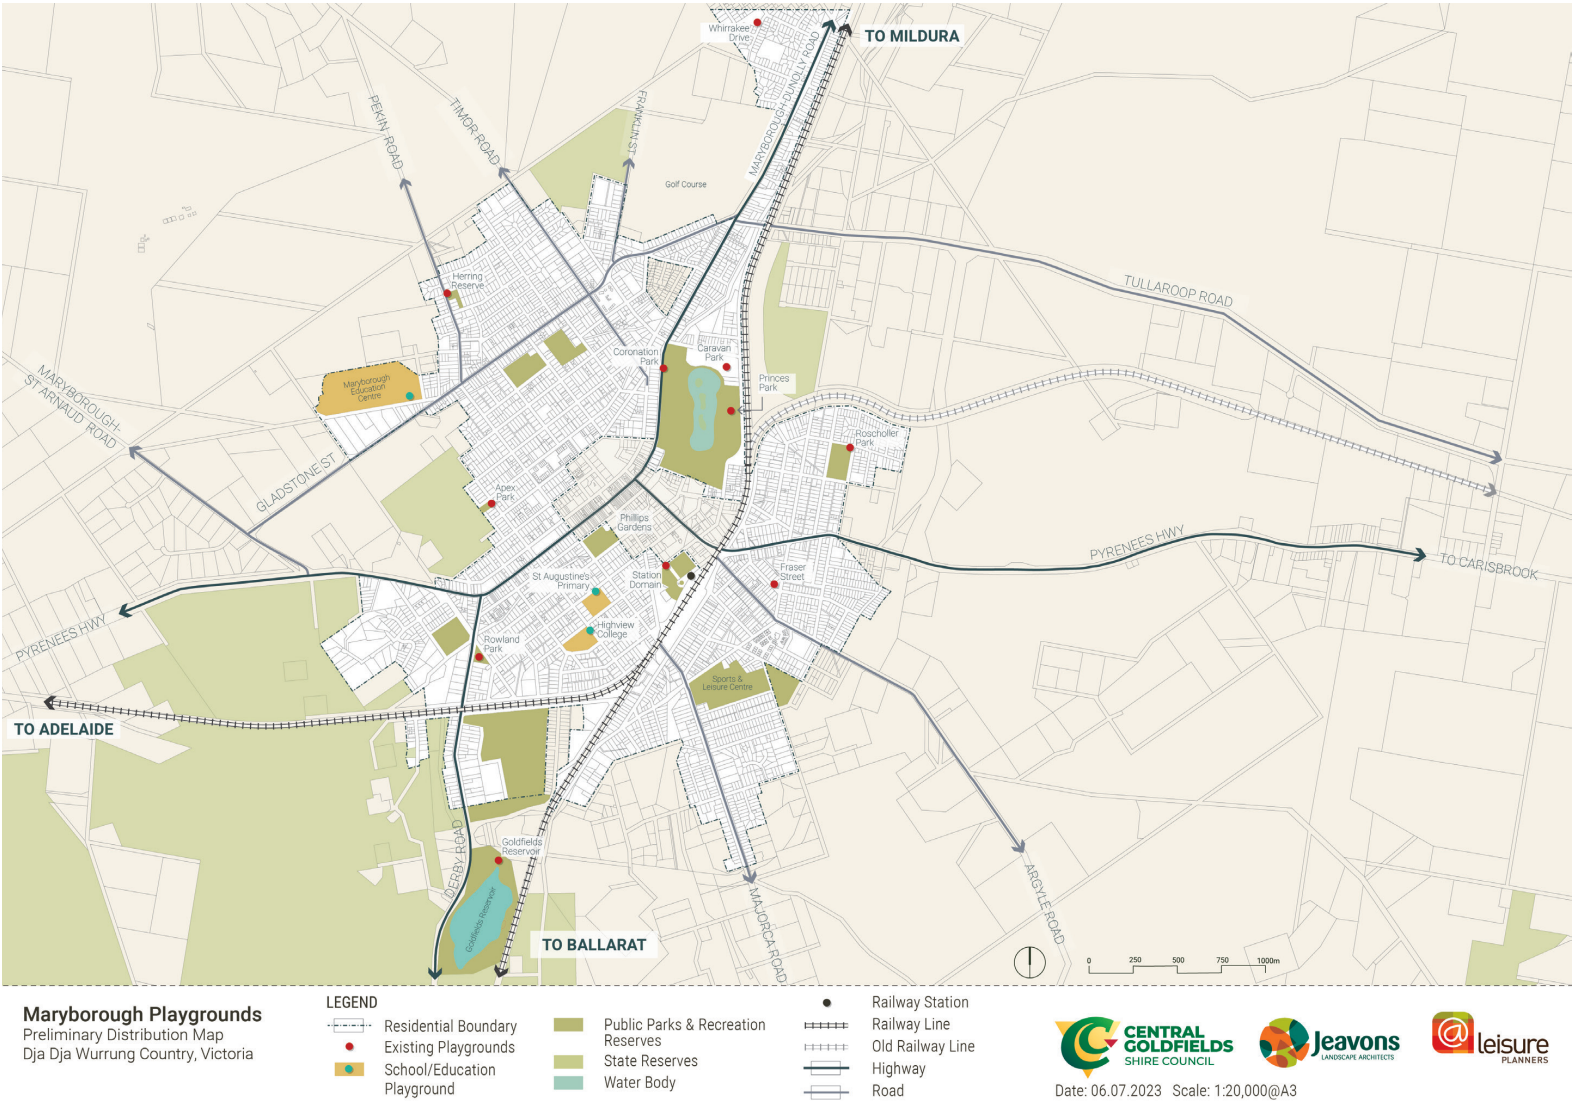 Whirrakee
Drive
TO MILDURA
PEKIN ROAD
TIMOR ROAD
FRANKLIN ST
MARYBOROUGH-DUNOLLY ROAD
Golf Course
Herring
Reserve
TULLAROOP ROAD
Coronation
Park
Caravan
Park
Princes
Park
MARYBOROUGH-
ST ARNAUD ROAD
Maryborough
Education
Centre
Roscholler
Park
GLADSTONE ST
Apex
Park
Phillips
Gardens
PYRENEES HWY
TO CARISBROOK
St Augustine's
Primary
Station
Domain
Fraser
Street
PYRENEES HWY
Highview
College
Rowland
Park
Sports &
Leisure Centre
TO ADELAIDE
DERBY ROAD
Goldfields
Reservoir
Goldfields Reservoir
MAJORCA ROAD
ARGYLE ROAD
TO BALLARAT
0 250 500 750 1000m
Maryborough Playgrounds
Preliminary Distribution Map
Dja Dja Wurrung Country, Victoria
LEGEND
Residential Boundary
Existing Playgrounds
School/Education
Playground
Public Parks & Recreation
Reserves
State Reserves
Water Body
Railway Station
Railway Line
Old Railway Line
Highway
Road
CENTRAL
GOLDFIELDS
SHIRE COUNCIL
Jeavons
LANDSCAPE ARCHITECTS
@leisure
PLANNERS
Date: 06.07.2023 Scale: 1:20,000@A3